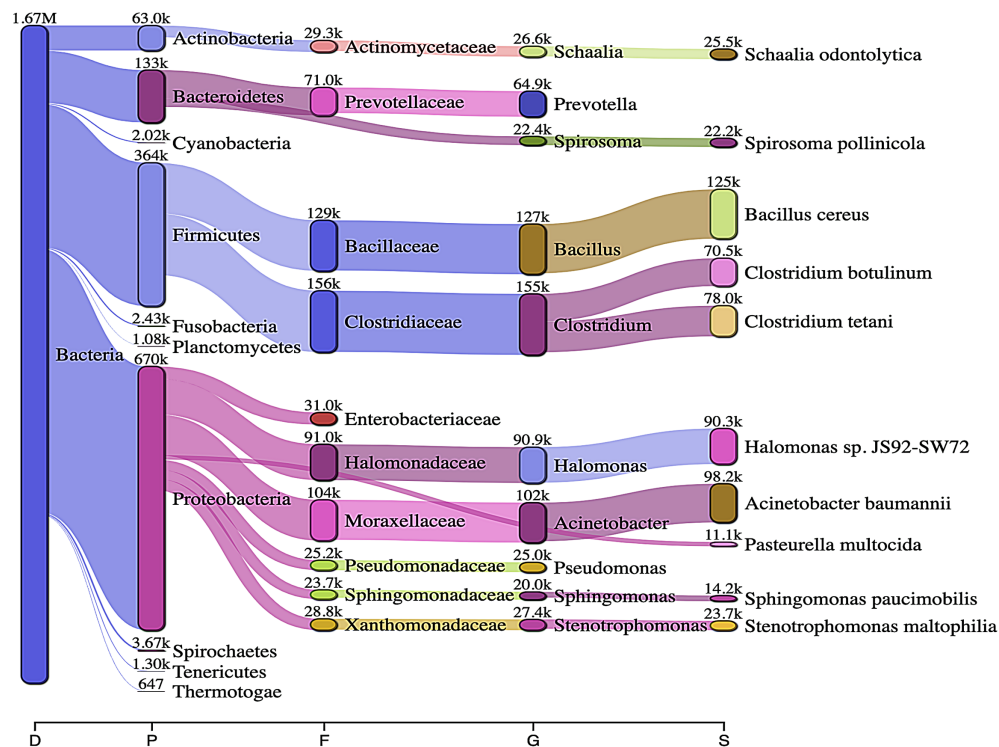 1.67M
Bacteria
63.0k
Actinobacteria
133k
Bacteroidetes
2.02k
Cyanobacteria
364k
Firmicutes
2.43k
Fusobacteria
1.08k
Planctomycetes
670k
Proteobacteria
3.67k
Spirochaetes
1.30k
Tenericutes
647
Thermotogae
29.3k
Actinomycetaceae
71.0k
Prevotellaceae
129k
Bacillaceae
156k
Clostridiaceae
31.0k
Enterobacteriaceae
91.0k
Halomonadaceae
104k
Moraxellaceae
25.2k
Pseudomonadaceae
23.7k
Sphingomonadaceae
28.8k
Xanthomonadaceae
26.6k
Schaalia
64.9k
Prevotella
22.4k
Spirosoma
127k
Bacillus
155k
Clostridium
90.9k
Halomonas
102k
Acinetobacter
25.0k
Pseudomonas
20.0k
Sphingomonas
27.4k
Stenotrophomonas
25.5k
Schaalia odontolytica
22.2k
Spirosoma pollinicola
125k
Bacillus cereus
70.5k
Clostridium botulinum
78.0k
Clostridium tetani
90.3k
Halomonas sp. JS92-SW72
98.2k
Acinetobacter baumannii
11.1k
Pasteurella multocida
14.2k
Sphingomonas paucimobilis
23.7k
Stenotrophomonas maltophilia
D P F G S